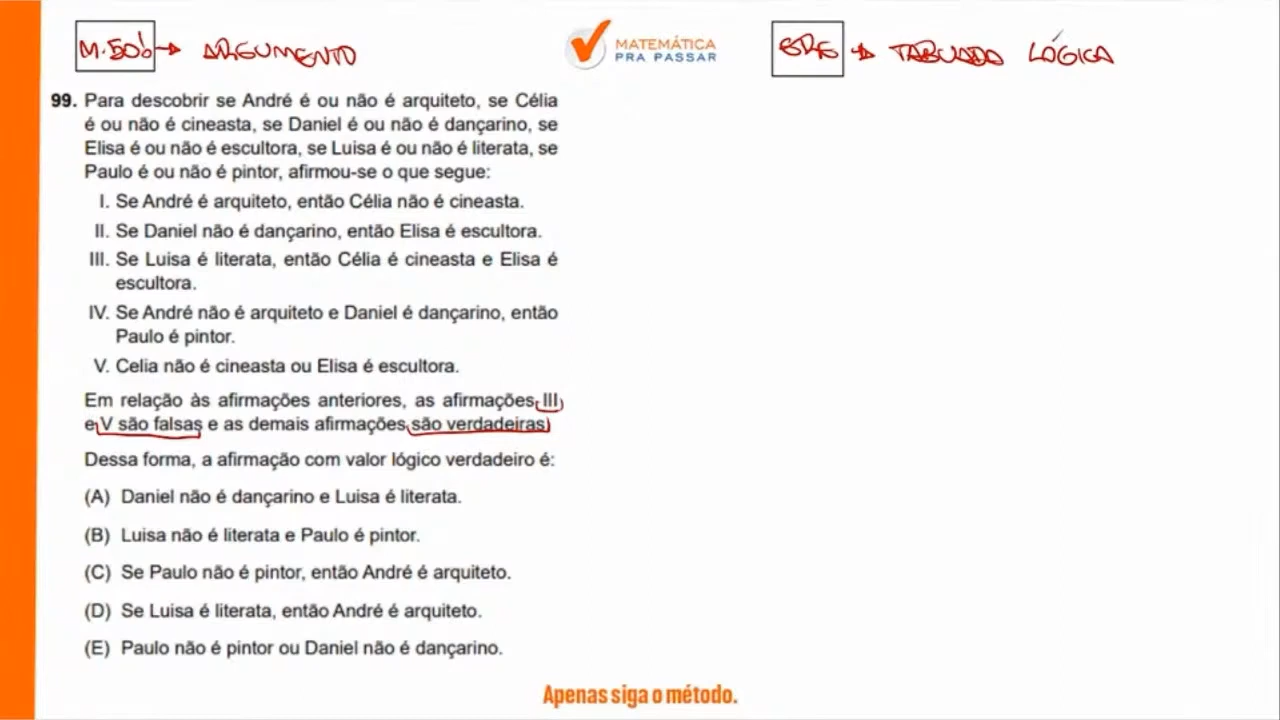 M.50% → ARGUMENTO
MATEMÁTICA
PRA PASSAR
→ TABUADA LÓGICA
99. Para descobrir se André é ou não é arquiteto, se Célia
é ou não é cineasta, se Daniel é ou não é dançarino, se
Elisa é ou não é escultora, se Luisa é ou não é literata, se
Paulo é ou não é pintor, afirmou-se o que segue:
I. Se André é arquiteto, então Célia não é cineasta.
II. Se Daniel não é dançarino, então Elisa é escultora.
III. Se Luisa é literata, então Célia é cineasta e Elisa é
escultora.
IV. Se André não é arquiteto e Daniel é dançarino, então
Paulo é pintor.
V. Celia não é cineasta ou Elisa é escultora.
Em relação às afirmações anteriores, as afirmações III
e V são falsas e as demais afirmações são verdadeiras.
Dessa forma, a afirmação com valor lógico verdadeiro é:
(A) Daniel não é dançarino e Luisa é literata.
(B) Luisa não é literata e Paulo é pintor.
(C) Se Paulo não é pintor, então André é arquiteto.
(D) Se Luisa é literata, então André é arquiteto.
(E) Paulo não é pintor ou Daniel não é dançarino.
Apenas siga o método.